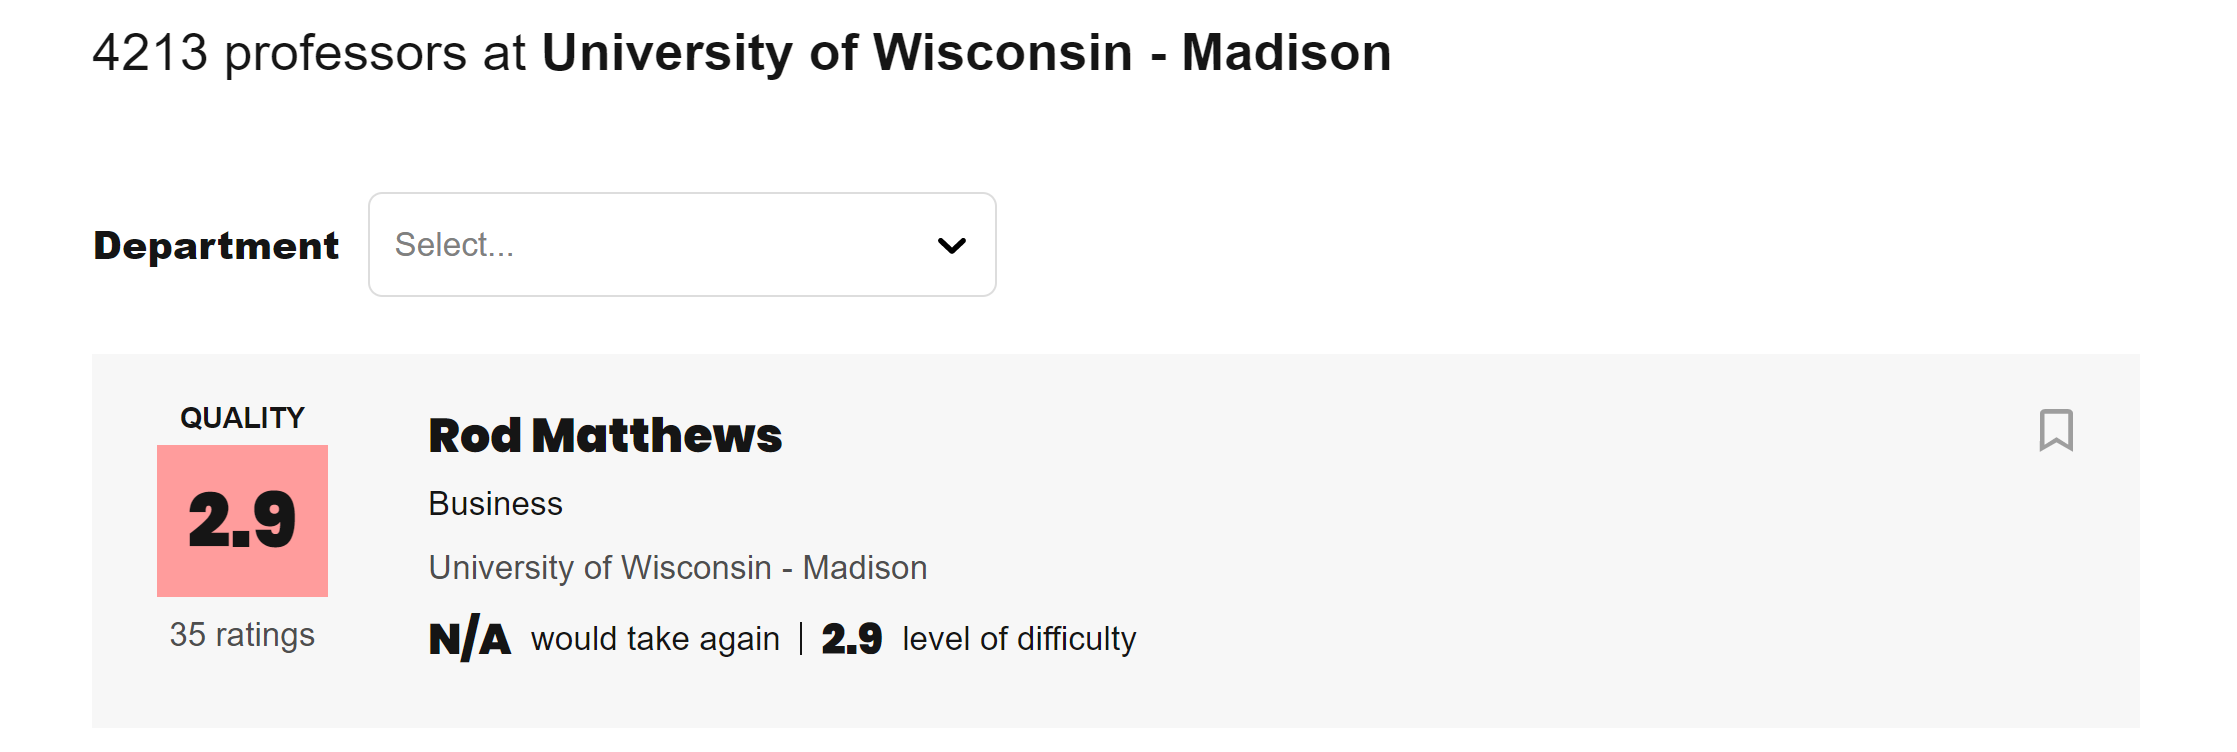 4213 professors at University of Wisconsin - Madison
Department
Select...
QUALITY
2.9
35 ratings
Rod Matthews
Business
University of Wisconsin - Madison
N/A would take again | 2.9 level of difficulty